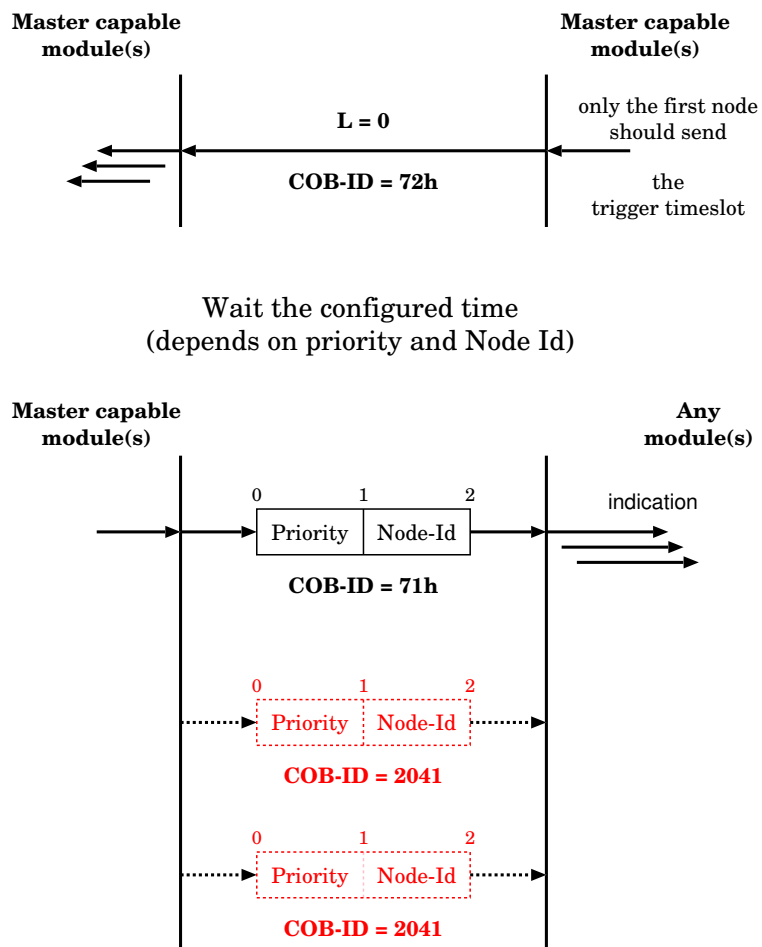 Master capable
module(s)
Master capable
module(s)
L = 0
COB-ID = 72h
only the first node
should send
the
trigger timeslot
Wait the configured time
(depends on priority and Node Id)
Master capable
module(s)
Any
module(s)
0 1 2
Priority Node-Id
COB-ID = 71h
indication
0 1 2
Priority Node-Id
COB-ID = 2041
0 1 2
Priority Node-Id
COB-ID = 2041